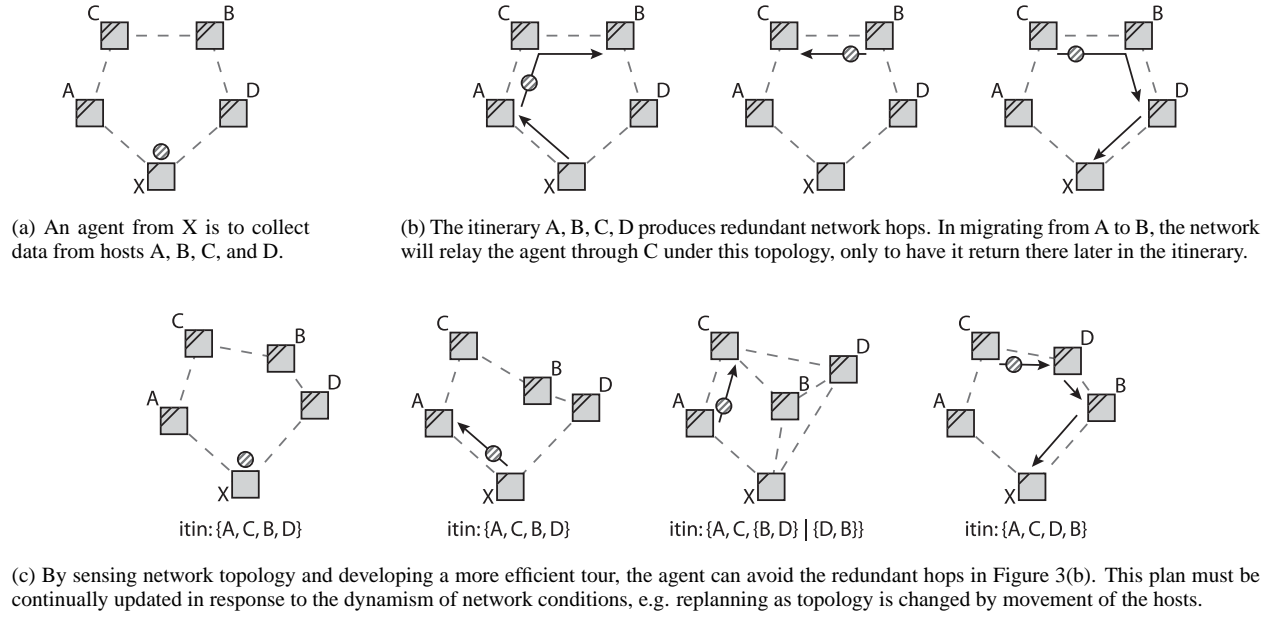 C B
A D
X
C B
A D
X
C B
A D
X
C B
A D
X
(a) An agent from X is to collect
data from hosts A, B, C, and D.
(b) The itinerary A, B, C, D produces redundant network hops. In migrating from A to B, the network
will relay the agent through C under this topology, only to have it return there later in the itinerary.
C B
A D
X
itin: {A, C, B, D}
C
B
A D
X
itin: {A, C, B, D}
C D
B
A
X
itin: {A, C, {B, D} | {D, B}}
C D
A B
X
itin: {A, C, D, B}
(c) By sensing network topology and developing a more efficient tour, the agent can avoid the redundant hops in Figure 3(b). This plan must be
continually updated in response to the dynamism of network conditions, e.g. replanning as topology is changed by movement of the hosts.